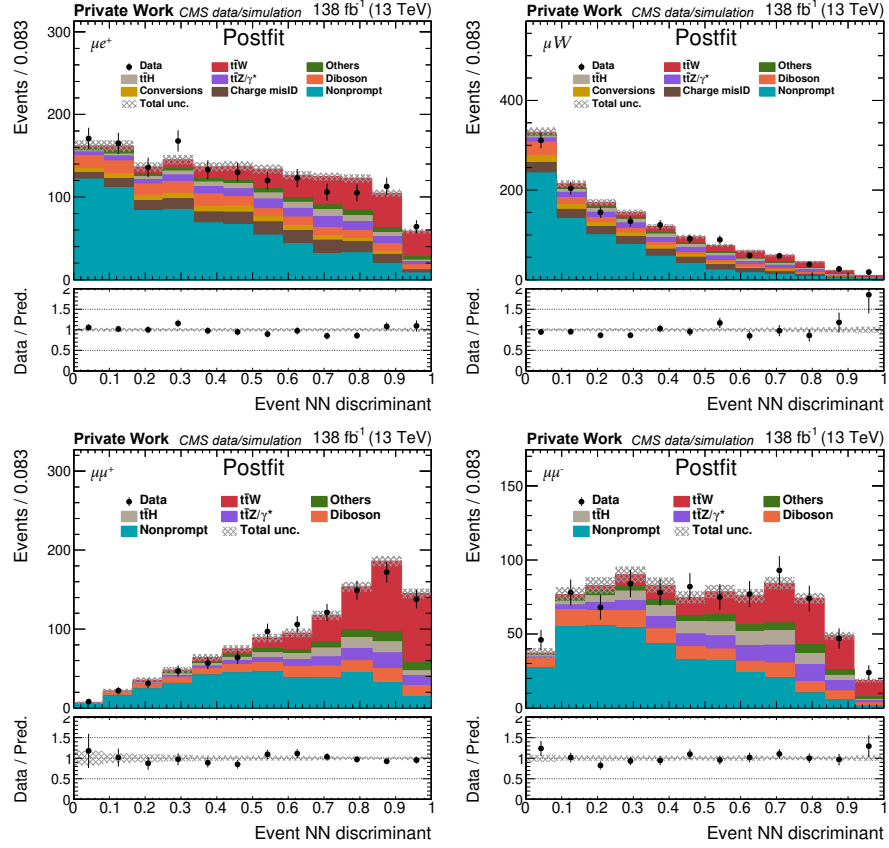 Private Work CMS data/simulation 138 fb-1 (13 TeV)
μe+ Postfit
Data tt̄W Others
tt̄H tt̄Z/γ* Diboson
Conversions Charge misID Nonprompt
Total unc.
Events / 0.083
300
200
100
0
Data / Pred.
2
1.5
1
0.5
0
0 0.1 0.2 0.3 0.4 0.5 0.6 0.7 0.8 0.9 1
Event NN discriminant
Private Work CMS data/simulation 138 fb-1 (13 TeV)
μW Postfit
Data tt̄W Others
tt̄H tt̄Z/γ* Diboson
Conversions Charge misID Nonprompt
Total unc.
Events / 0.083
400
200
0
Data / Pred.
2
1.5
1
0.5
0
0 0.1 0.2 0.3 0.4 0.5 0.6 0.7 0.8 0.9 1
Event NN discriminant
Private Work CMS data/simulation 138 fb-1 (13 TeV)
μμ+ Postfit
Data tt̄W Others
tt̄H tt̄Z/γ* Diboson
Nonprompt Total unc.
Events / 0.083
300
200
100
0
Data / Pred.
2
1.5
1
0.5
0
0 0.1 0.2 0.3 0.4 0.5 0.6 0.7 0.8 0.9 1
Event NN discriminant
Private Work CMS data/simulation 138 fb-1 (13 TeV)
μμ- Postfit
Data tt̄W Others
tt̄H tt̄Z/γ* Diboson
Nonprompt Total unc.
Events / 0.083
150
100
50
0
Data / Pred.
2
1.5
1
0.5
0
0 0.1 0.2 0.3 0.4 0.5 0.6 0.7 0.8 0.9 1
Event NN discriminant